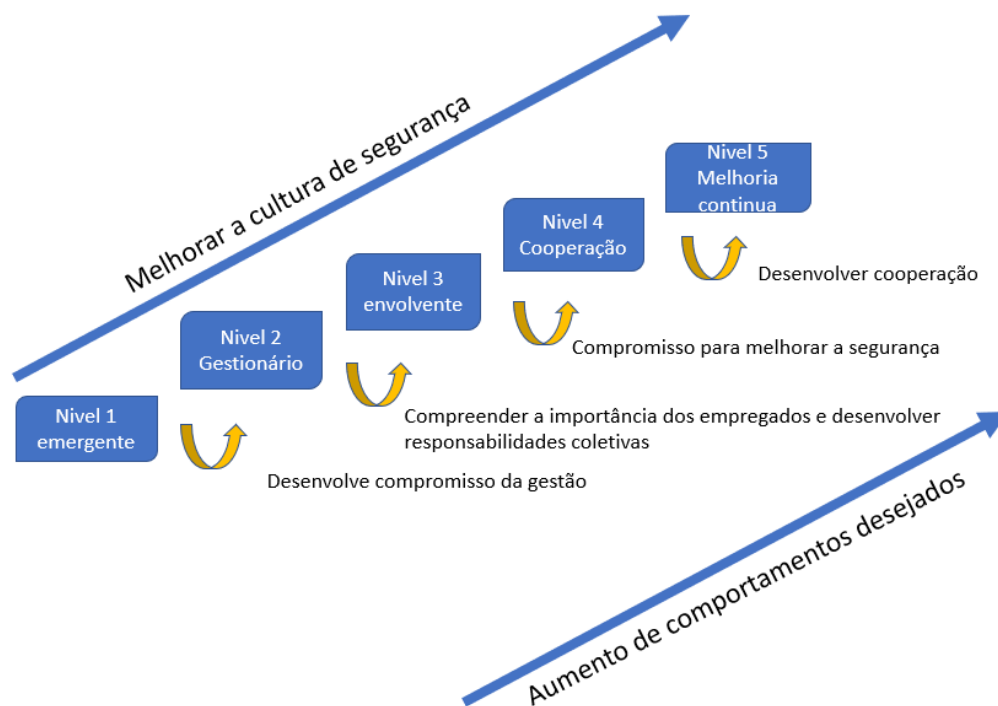 Melhorar a cultura de segurança
Nivel 5
Melhoria
continua
Nivel 4
Cooperação
Desenvolver cooperação
Nivel 3
envolvente
Nivel 2
Gestionário
Compromisso para melhorar a segurança
Nivel 1
emergente
Compreender a importância dos empregados e desenvolver
responsabilidades coletivas
Desenvolve compromisso da gestão
Aumento de comportamentos desejados